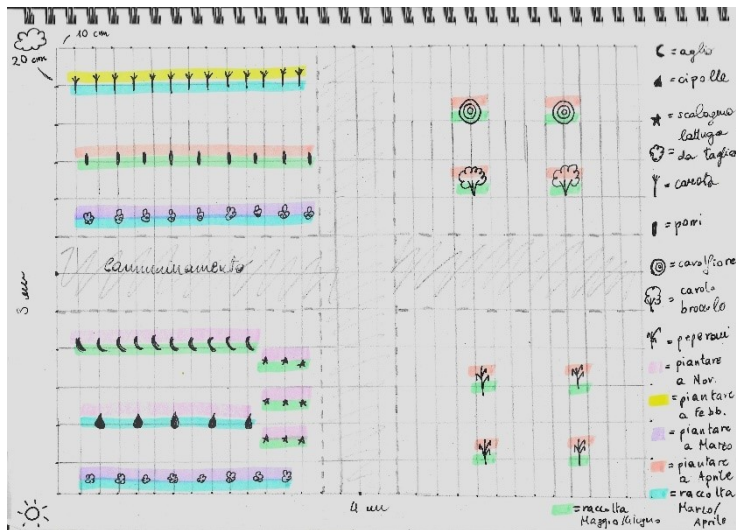 10 cm
20 cm
Camminamento
3 m
4 m
= aglio
= cipolle
= scalogno
lattuga
= da taglio
= carota
= porri
= cavolfiore
= cavolo
broccolo
= peperoni
= piantare
a Nov.
= piantare
a Febb.
= piantare
a Marzo
= piantare
a Aprile
= raccolta
Marzo/
Aprile
= raccolta
Maggio/Giugno